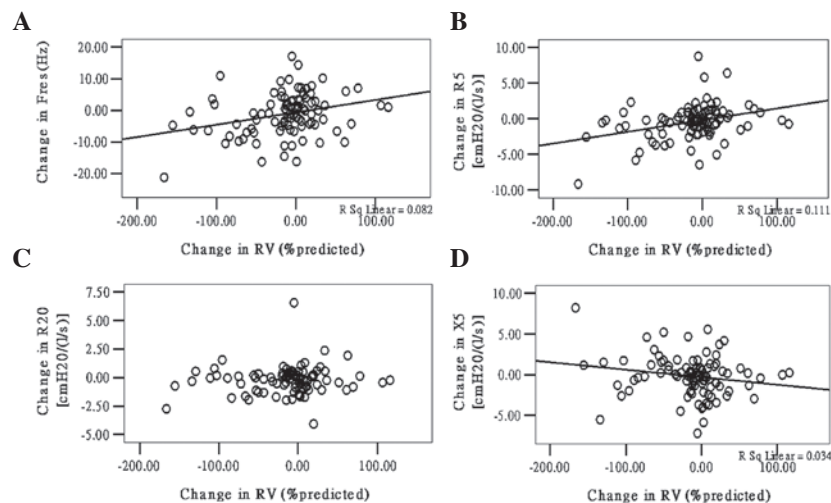 A
Change in Fres(Hz)
20.00
10.00
0.00
-10.00
-20.00
-200.00 -100.00 0.00 100.00
R Sq Linear = 0.082
Change in RV (%predicted)
B
Change in R5
[cmH20/(l/s)]
10.00
5.00
0.00
-5.00
-10.00
-200.00 -100.00 0.00 100.00
R Sq Linear = 0.111
Change in RV (%predicted)
C
Change in R20
[cmH20/(l/s)]
7.50
5.00
2.50
0.00
-2.50
-5.00
-200.00 -100.00 0.00 100.00
Change in RV (%predicted)
D
Change in X5
[cmH20/(l/s)]
10.00
5.00
0.00
-5.00
-200.00 -100.00 0.00 100.00
R Sq Linear = 0.034
Change in RV (%predicted)